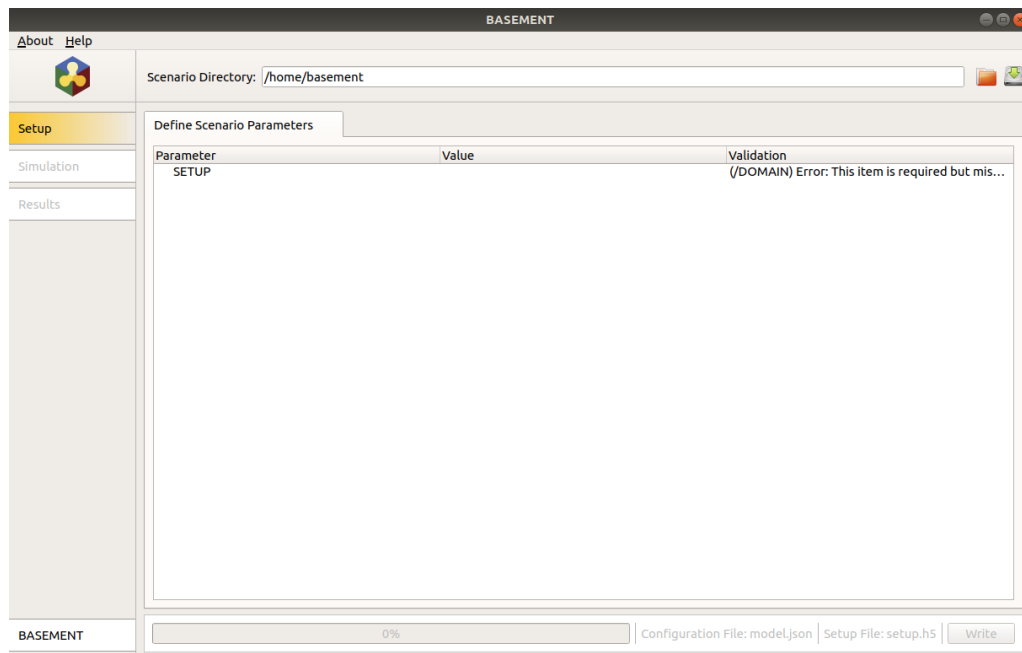 BASEMENT
About Help
Scenario Directory: /home/basement
Setup
Simulation
Results
Define Scenario Parameters
Parameter Value Validation
SETUP (/DOMAIN) Error: This item is required but mis...
BASEMENT
0% Configuration File: model.json Setup File: setup.h5 Write